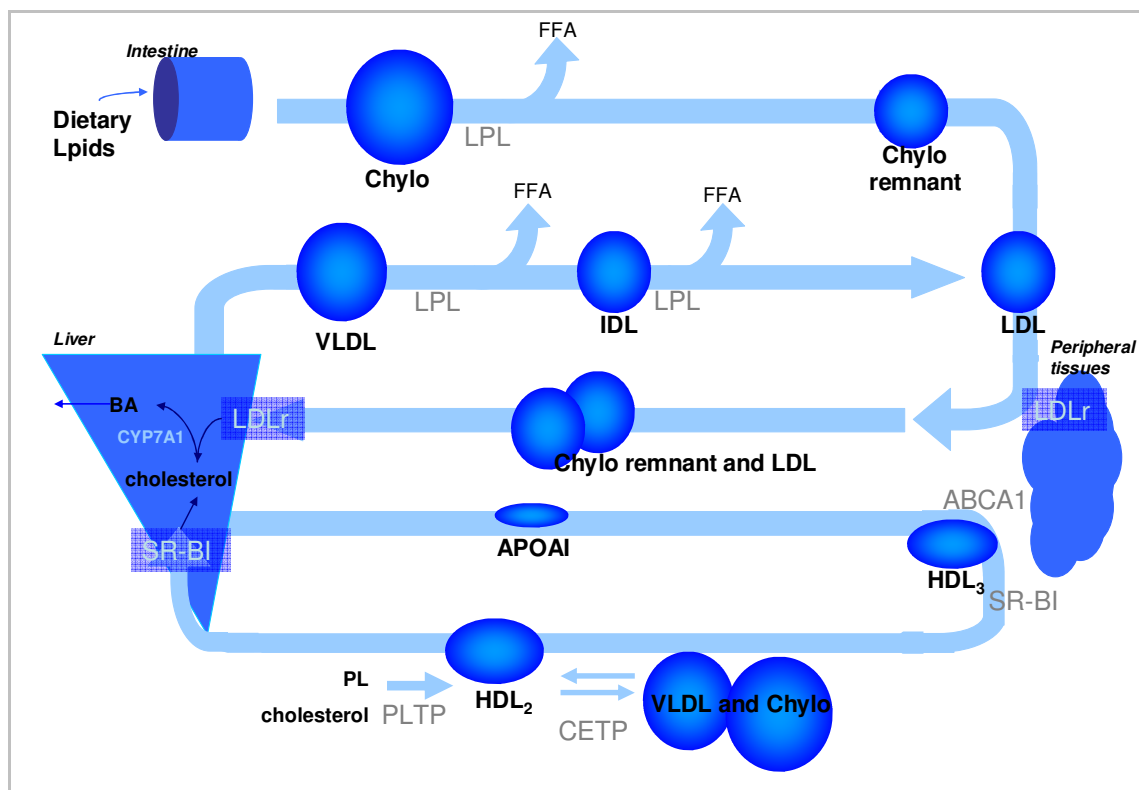 Intestine
FFA
Dietary
Lpids
LPL
Chylo
Chylo
remnant
FFA
FFA
LPL
LPL
VLDL
IDL
LDL
Liver
Peripheral
tissues
BA
LDLr
LDLr
CYP7A1
Chylo remnant and LDL
cholesterol
ABCA1
SR-BI
APOAI
HDL3
SR-BI
PL
HDL2
VLDL and Chylo
cholesterol
PLTP
CETP